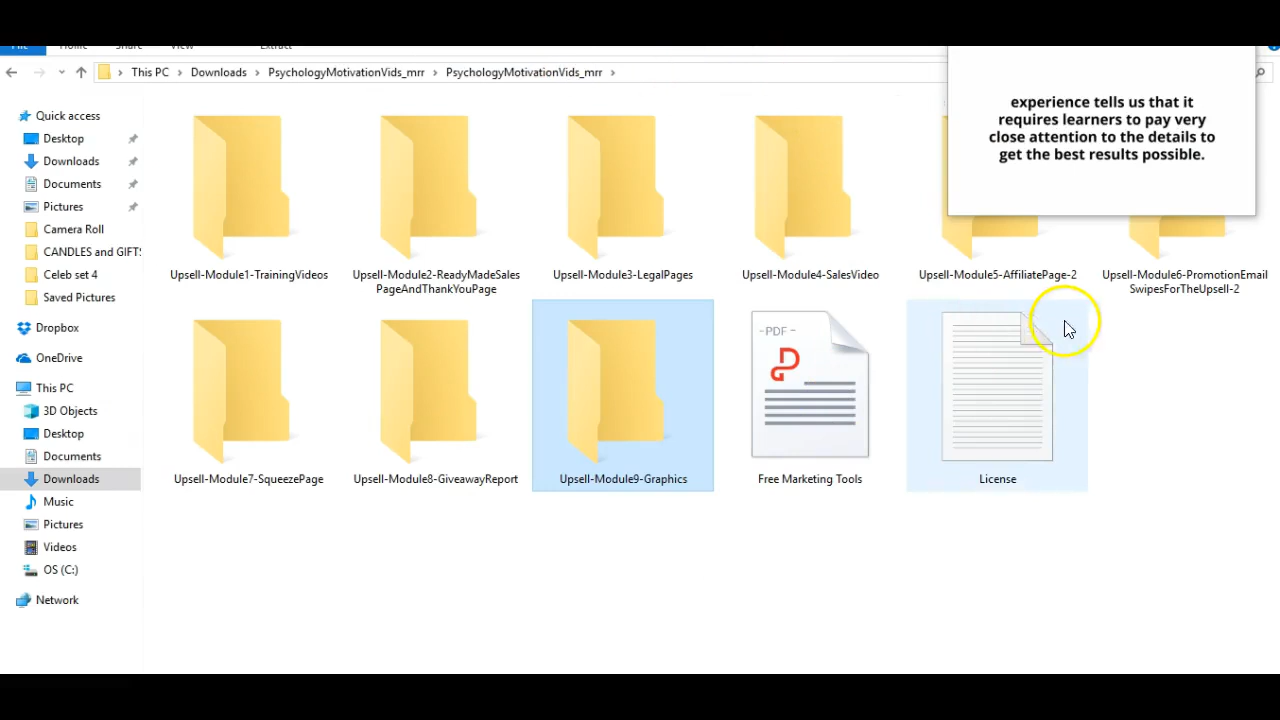 File Home Share View Extract
This PC Downloads PsychologyMotivationVids_mrr PsychologyMotivationVids_mrr
experience tells us that it
requires learners to pay very
close attention to the details to
get the best results possible.
Quick access
Desktop
Downloads
Documents
Pictures
Camera Roll
CANDLES and GIFTS
Celeb set 4
Saved Pictures
Dropbox
OneDrive
This PC
3D Objects
Desktop
Documents
Downloads
Music
Pictures
Videos
OS (C:)
Network
Upsell-Module1-TrainingVideos
Upsell-Module2-ReadyMadeSales
PageAndThankYouPage
Upsell-Module3-LegalPages
Upsell-Module4-SalesVideo
Upsell-Module5-AffiliatePage-2
Upsell-Module6-PromotionEmail
SwipesForTheUpsell-2
-PDF-
Upsell-Module7-SqueezePage
Upsell-Module8-GiveawayReport
Upsell-Module9-Graphics
Free Marketing Tools
License